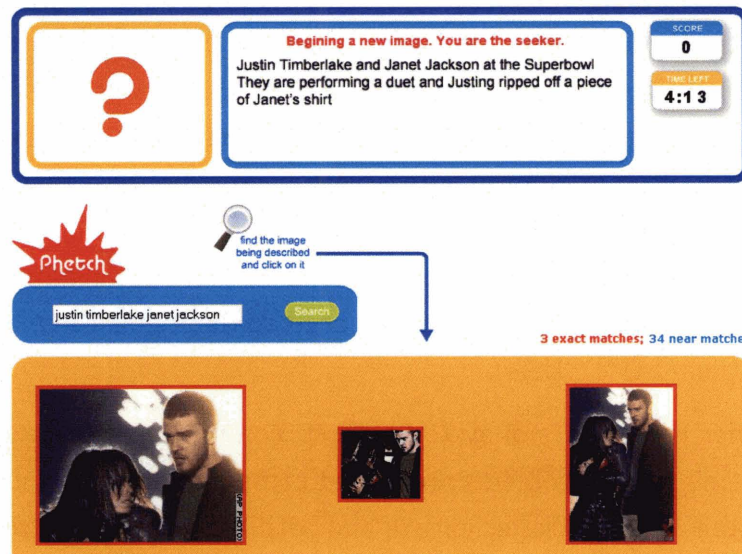 Begining a new image. You are the seeker.
Justin Timberlake and Janet Jackson at the Superbowl
They are performing a duet and Justing ripped off a piece
of Janet's shirt
SCORE
0
TIME LEFT
4:13
?
Phetch
find the image
being described
and click on it
justin timberlake janet jackson
Search
3 exact matches; 34 near matche
(AP PHOTO)